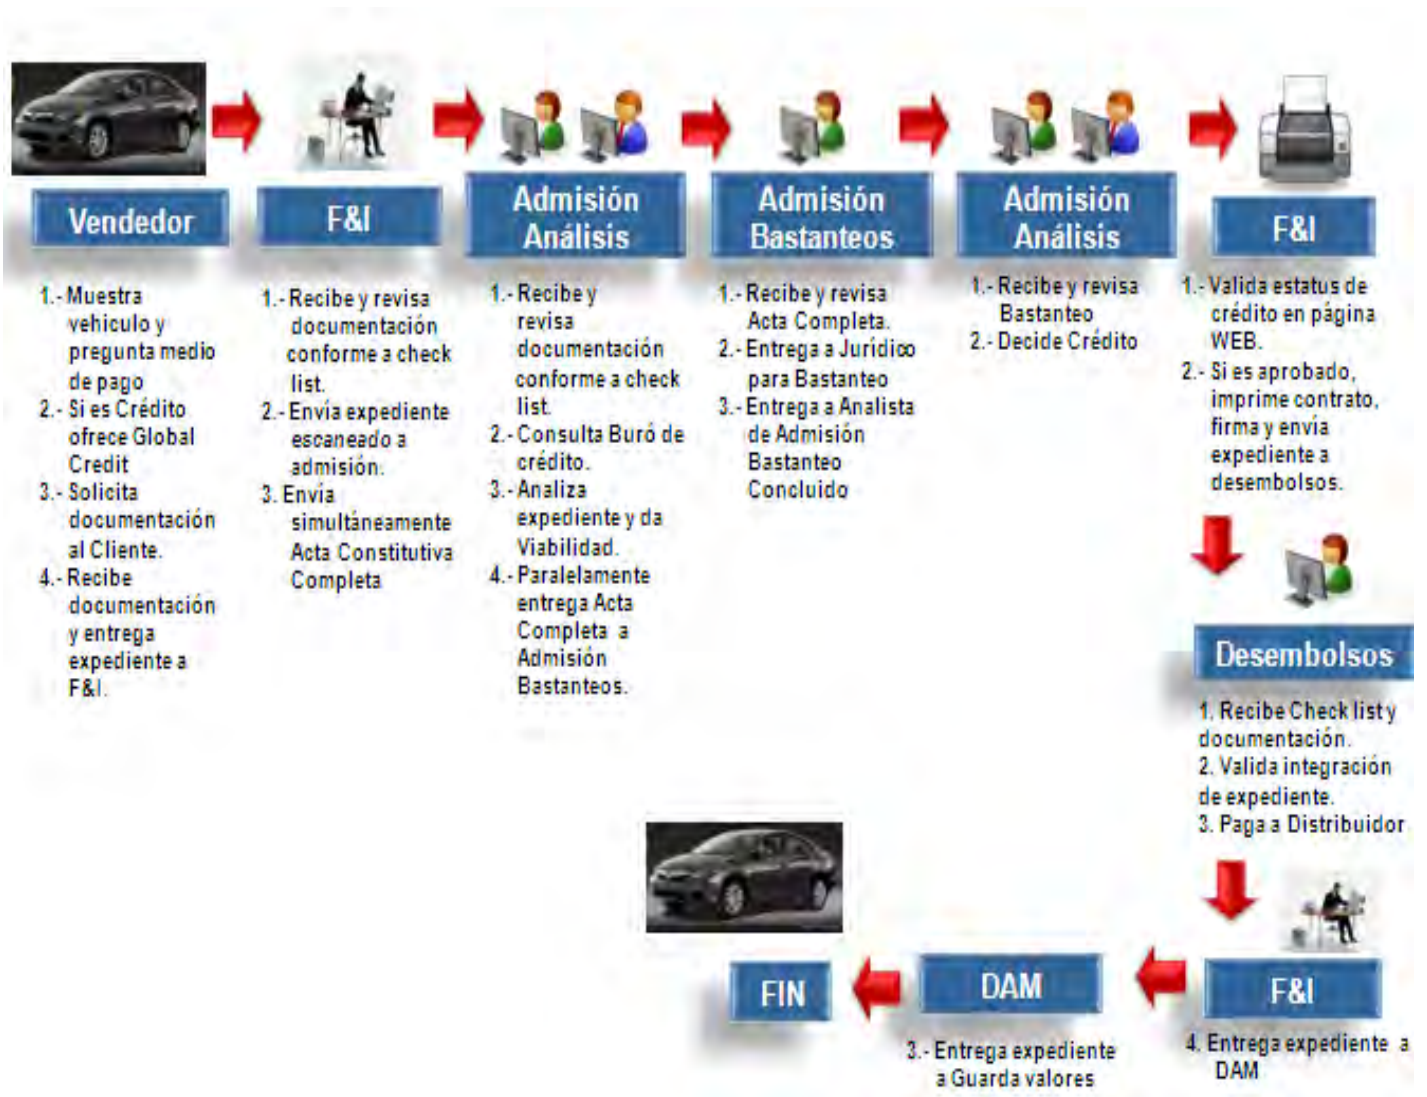 Vendedor
1.- Muestra
vehiculo y
pregunta medio
de pago
2.- Si es Crédito
ofrece Global
Credit
3.- Solicita
documentación
al Cliente.
4.- Recibe
documentación
y entrega
expediente a
F&I.
F&I
1.- Recibe y revisa
documentación
conforme a check
list.
2.- Envía expediente
escaneado a
admisión.
3. Envía
simultáneamente
Acta Constitutiva
Completa
Admisión
Análisis
1.- Recibe y
revisa
documentación
conforme a check
list.
2.- Consulta Buró de
crédito.
3.- Analiza
expediente y da
Viabilidad.
4.- Paralelamente
entrega Acta
Completa a
Admisión
Bastanteos.
Admisión
Bastanteos
1.- Recibe y revisa
Acta Completa.
2.- Entrega a Jurídico
para Bastanteo
3.- Entrega a Analista
de Admisión
Bastanteo
Concluido
Admisión
Análisis
1.- Recibe y revisa
Bastanteo
2.- Decide Crédito
F&I
1.- Valida estatus de
crédito en página
WEB.
2.- Si es aprobado,
imprime contrato,
firma y envía
expediente a
desembolsos.
Desembolsos
1. Recibe Check list y
documentación.
2. Valida integración
de expediente.
3. Paga a Distribuidor
F&I
4. Entrega expediente a
DAM
DAM
3.- Entrega expediente
a Guarda valores
FIN